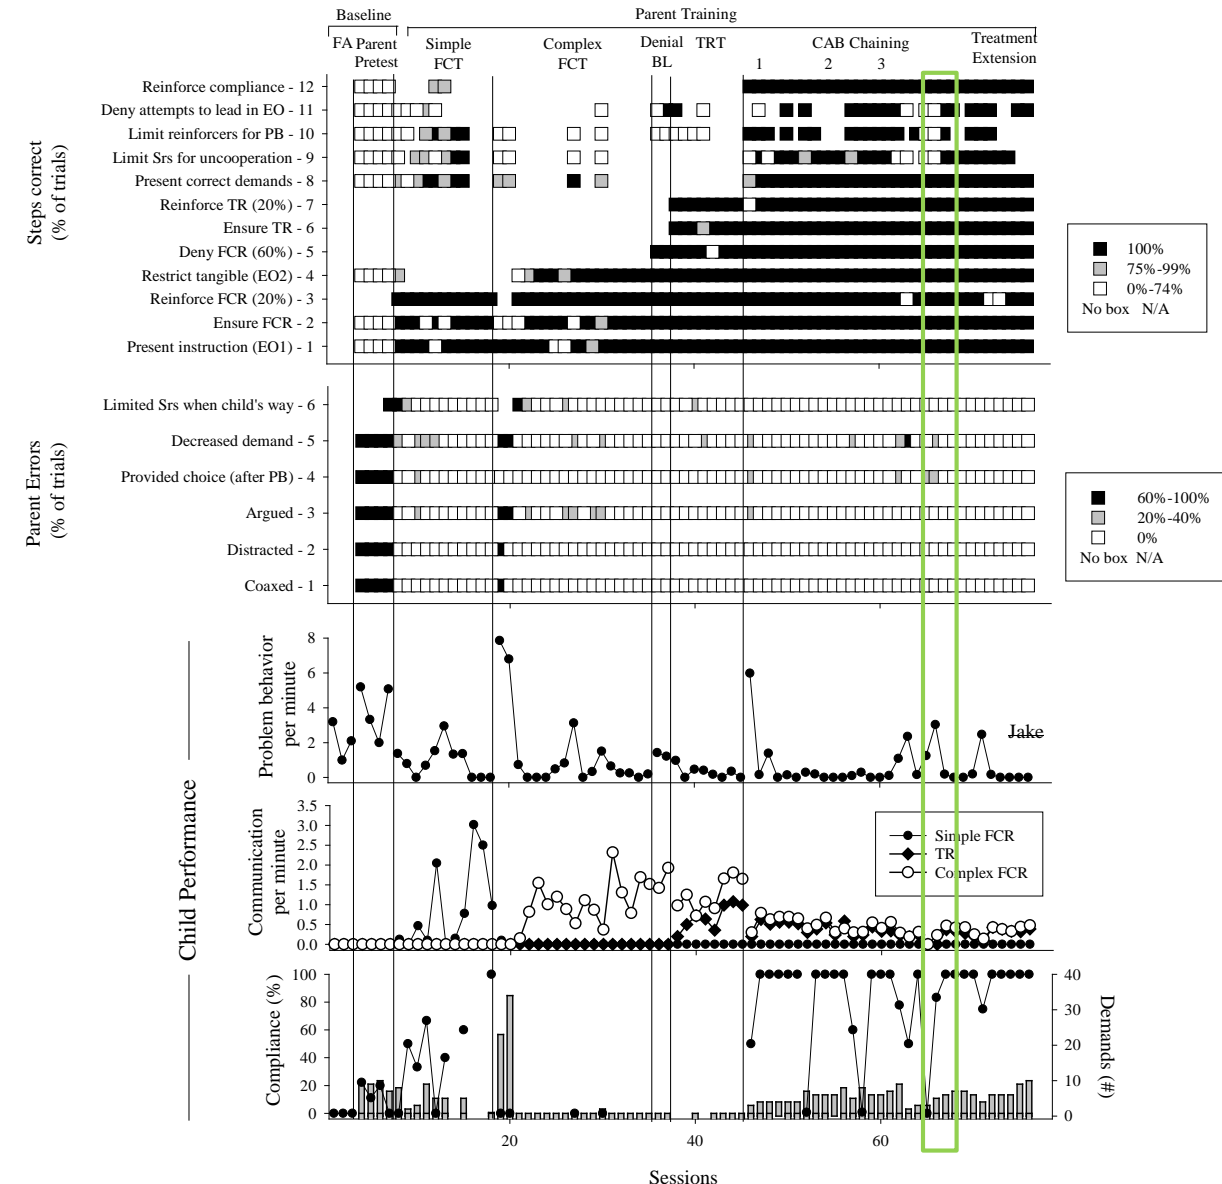 Baseline
Parent Training
FA Parent Pretest
Simple FCT
Complex FCT
Denial BL
TRT
CAB Chaining
1 2 3
Treatment Extension
Steps correct
(% of trials)
Reinforce compliance - 12
Deny attempts to lead in EO - 11
Limit reinforcers for PB - 10
Limit Srs for uncooperation - 9
Present correct demands - 8
Reinforce TR (20%) - 7
Ensure TR - 6
Deny FCR (60%) - 5
Restrict tangible (EO2) - 4
Reinforce FCR (20%) - 3
Ensure FCR - 2
Present instruction (EO1) - 1
100%
75%-99%
0%-74%
No box N/A
Parent Errors
(% of trials)
Limited Srs when child's way - 6
Decreased demand - 5
Provided choice (after PB) - 4
Argued - 3
Distracted - 2
Coaxed - 1
60%-100%
20%-40%
0%
No box N/A
Child Performance
Problem behavior
per minute
8
6
4
2
0
Jake
Communication
per minute
3.5
3.0
2.5
2.0
1.5
1.0
0.5
0.0
Simple FCR
TR
Complex FCR
Compliance (%)
100
80
60
40
20
0
40
30
20
10
0
Demands (#)
20 40 60
Sessions